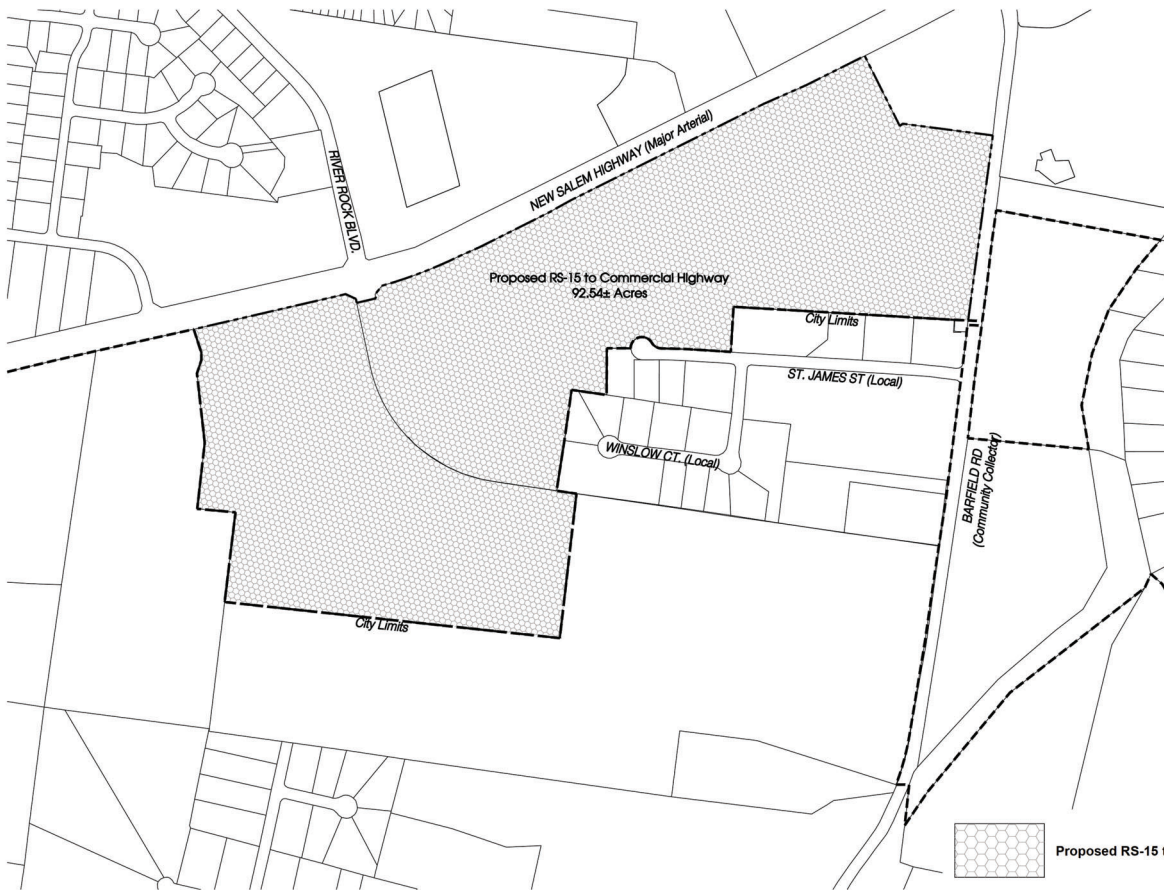 NEW SALEM HIGHWAY (Major Arterial)
RIVER ROCK BLVD.
Proposed RS-15 to Commercial Highway
92.54± Acres
City Limits
ST. JAMES ST (Local)
WINSLOW CT. (Local)
BARFIELD RD
(Community Collector)
City Limits
Proposed RS-15 t